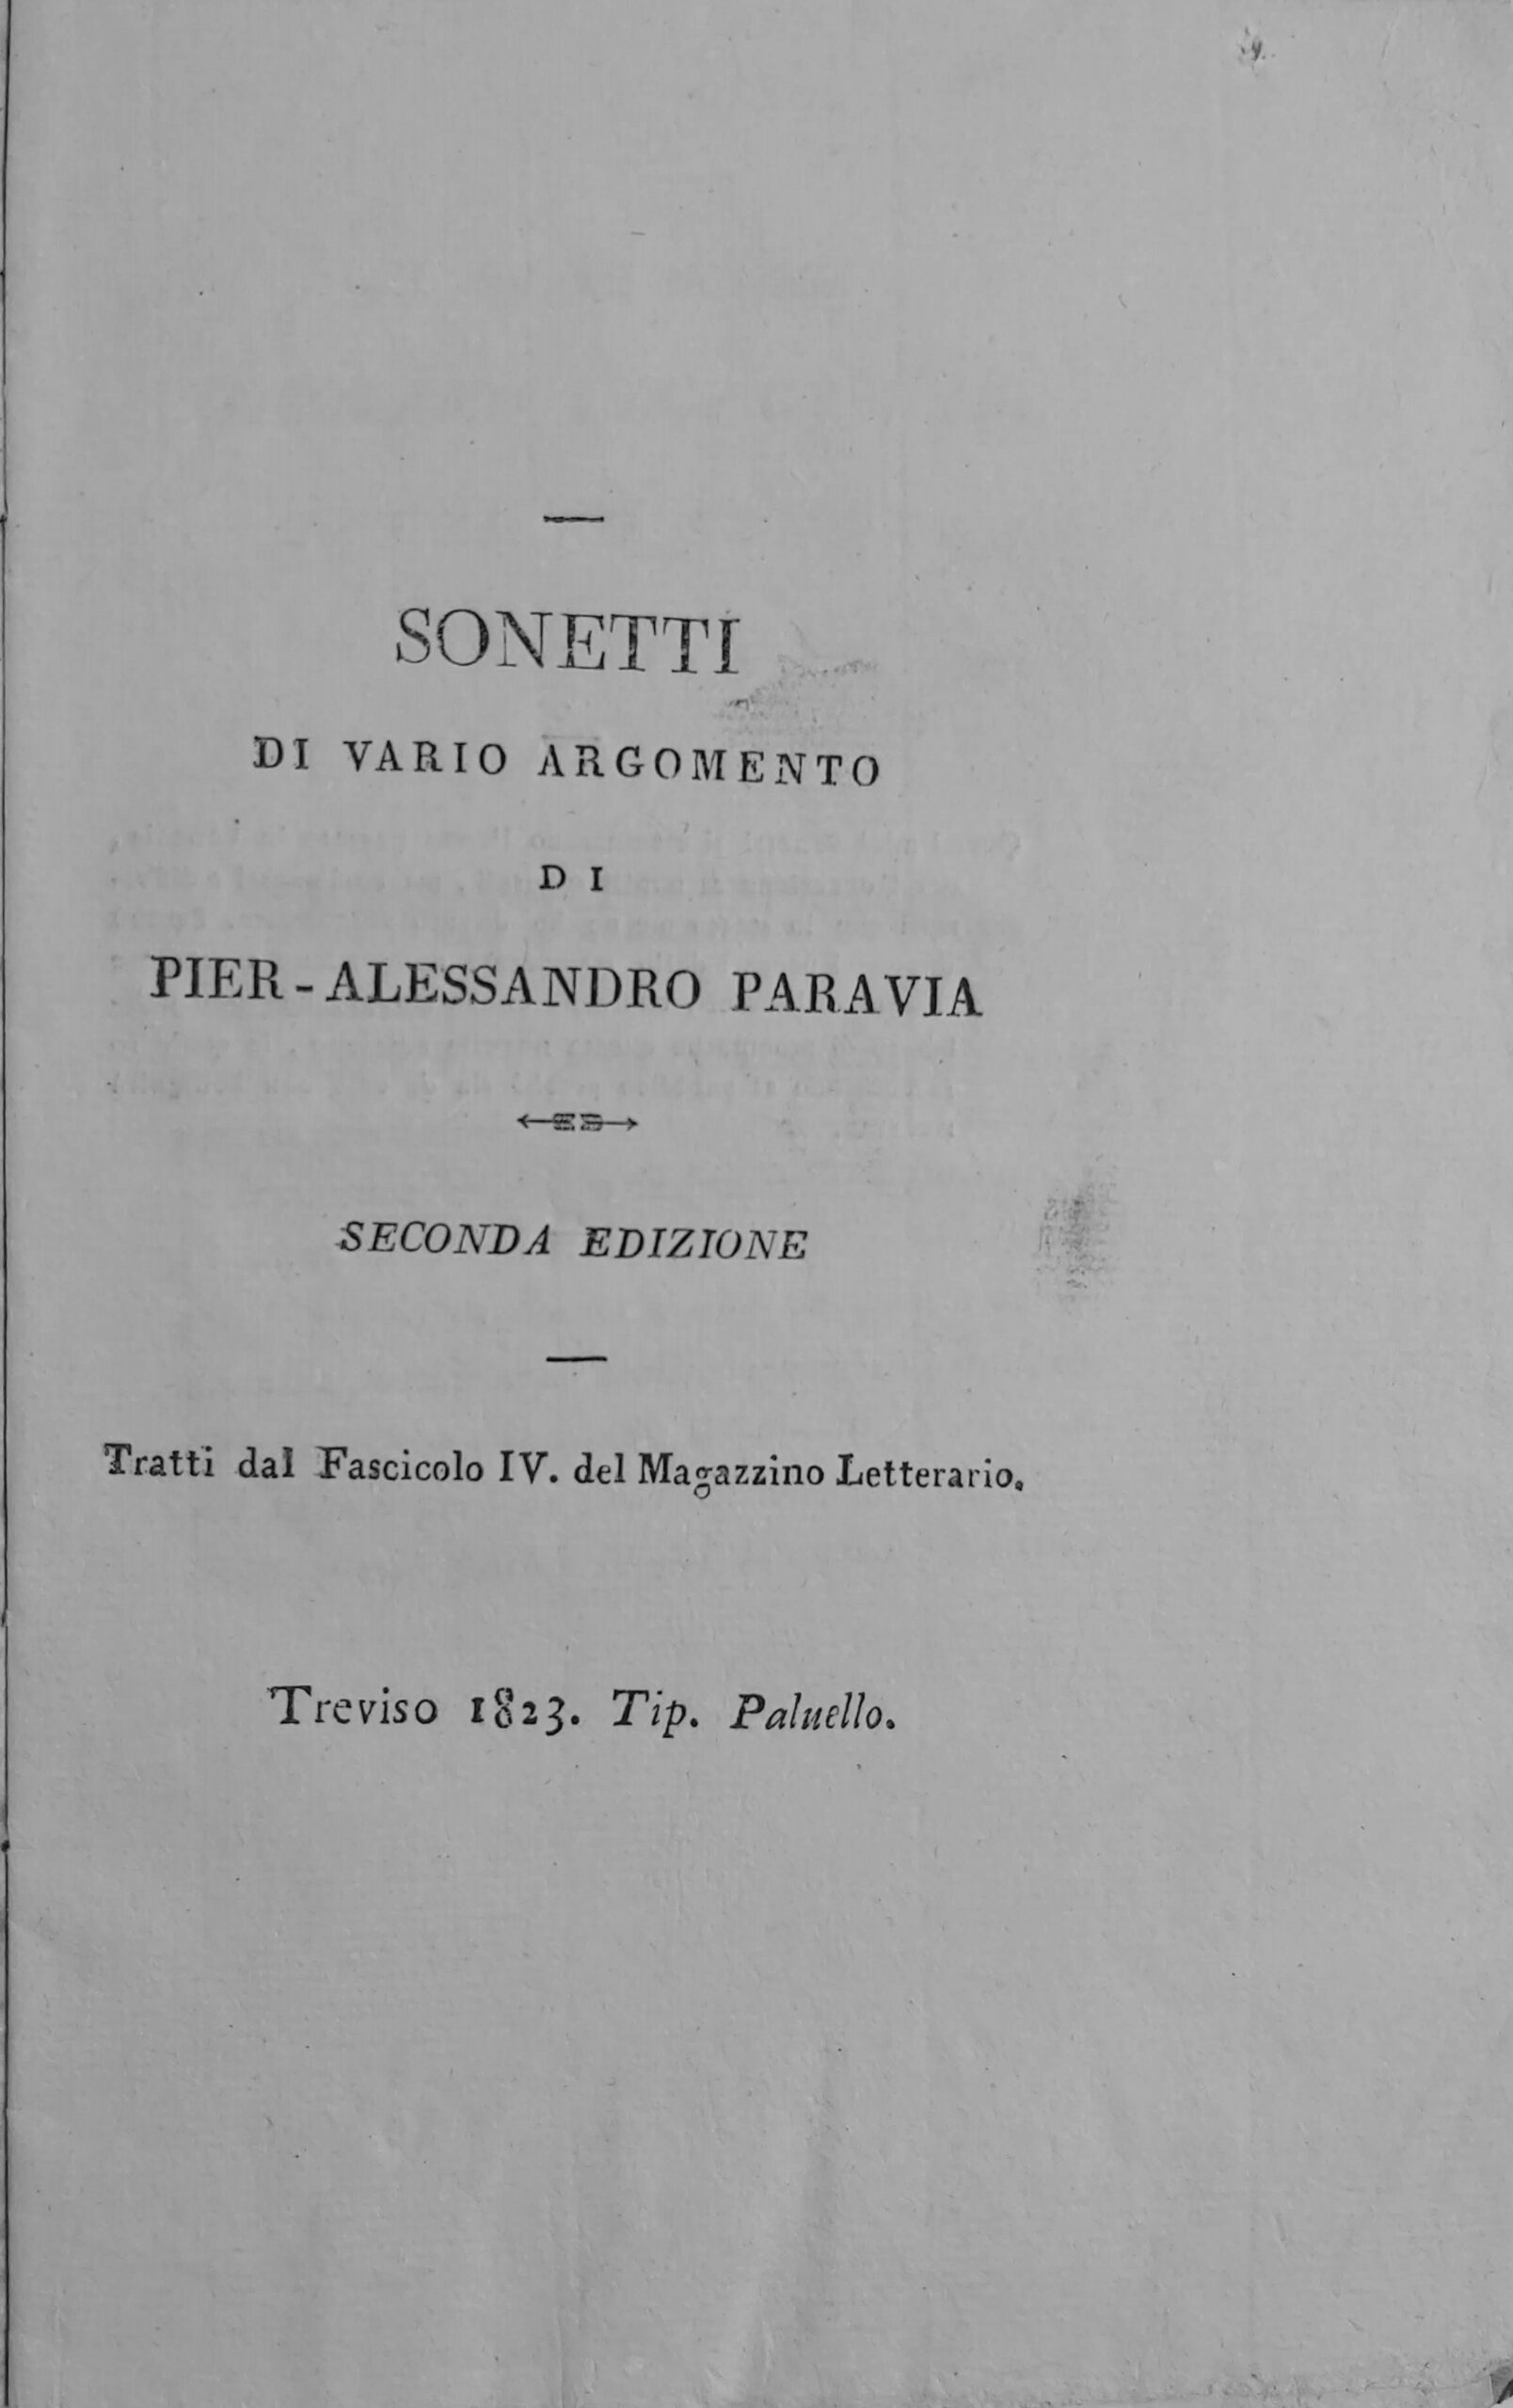 SONETTI
DI VARIO ARGOMENTO
DI
PIER-ALESSANDRO PARAVIA
SECONDA EDIZIONE
Tratti dal Fascicolo IV. del Magazzino Letterario.
Treviso 1823. Tip. Paluello.